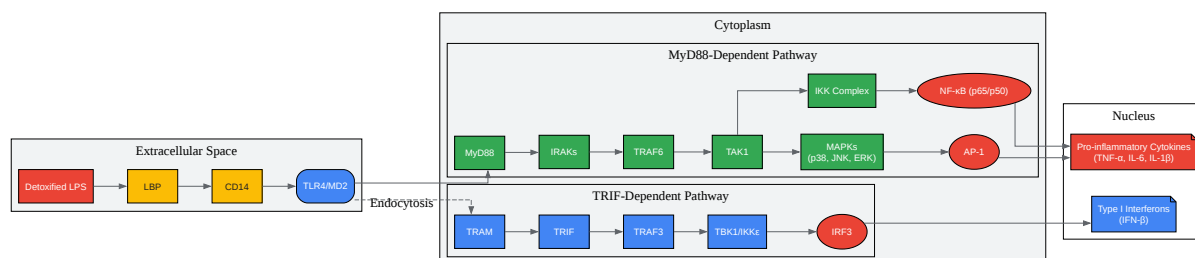 Cytoplasm
MyD88-Dependent Pathway
IKK Complex
NF-κB (p65/p50)
Nucleus
Extracellular Space
MyD88
IRAKs
TRAF6
TAK1
MAPKs
(p38, JNK, ERK)
AP-1
Pro-inflammatory Cytokines
(TNF-α, IL-6, IL-1β)
Detoxified LPS
LBP
CD14
TLR4/MD2
Endocytosis
TRIF-Dependent Pathway
Type I Interferons
(IFN-β)
TRAM
TRIF
TRAF3
TBK1/IKKε
IRF3